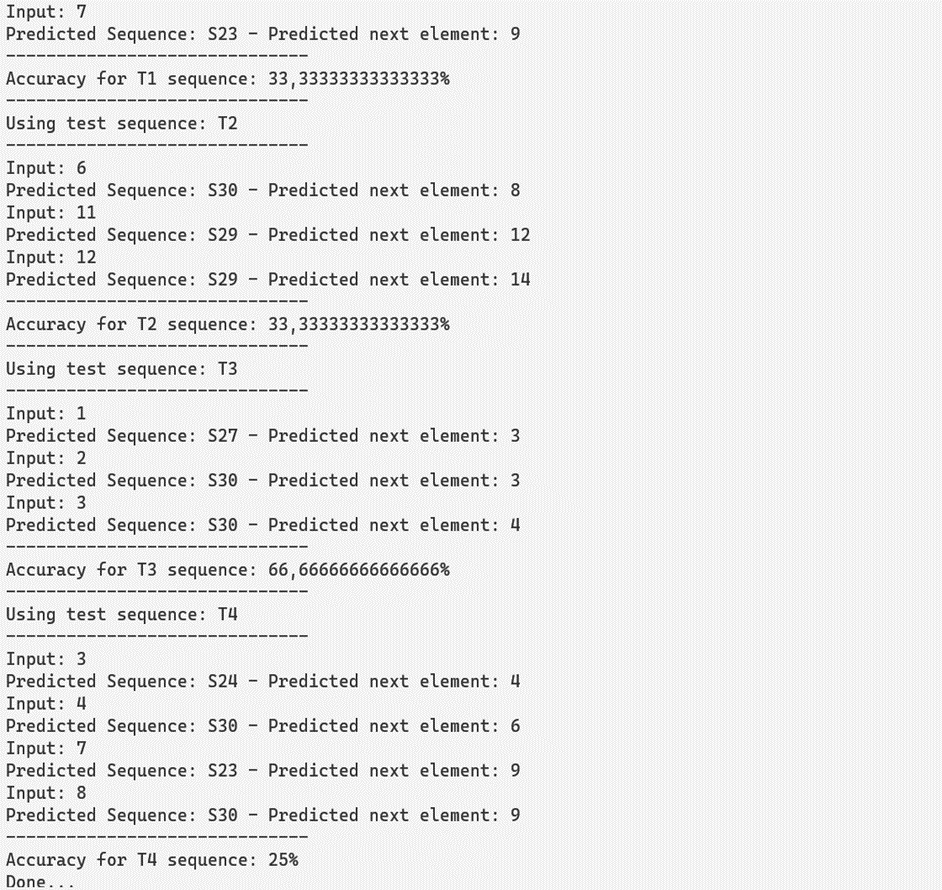 Input: 7
Predicted Sequence: S23 - Predicted next element: 9
------------------------------
Accuracy for T1 sequence: 33,33333333333333%
------------------------------
Using test sequence: T2
------------------------------
Input: 6
Predicted Sequence: S30 - Predicted next element: 8
Input: 11
Predicted Sequence: S29 - Predicted next element: 12
Input: 12
Predicted Sequence: S29 - Predicted next element: 14
------------------------------
Accuracy for T2 sequence: 33,33333333333333%
------------------------------
Using test sequence: T3
------------------------------
Input: 1
Predicted Sequence: S27 - Predicted next element: 3
Input: 2
Predicted Sequence: S30 - Predicted next element: 3
Input: 3
Predicted Sequence: S30 - Predicted next element: 4
------------------------------
Accuracy for T3 sequence: 66,66666666666666%
------------------------------
Using test sequence: T4
------------------------------
Input: 3
Predicted Sequence: S24 - Predicted next element: 4
Input: 4
Predicted Sequence: S30 - Predicted next element: 6
Input: 7
Predicted Sequence: S23 - Predicted next element: 9
Input: 8
Predicted Sequence: S30 - Predicted next element: 9
------------------------------
Accuracy for T4 sequence: 25%
Done...